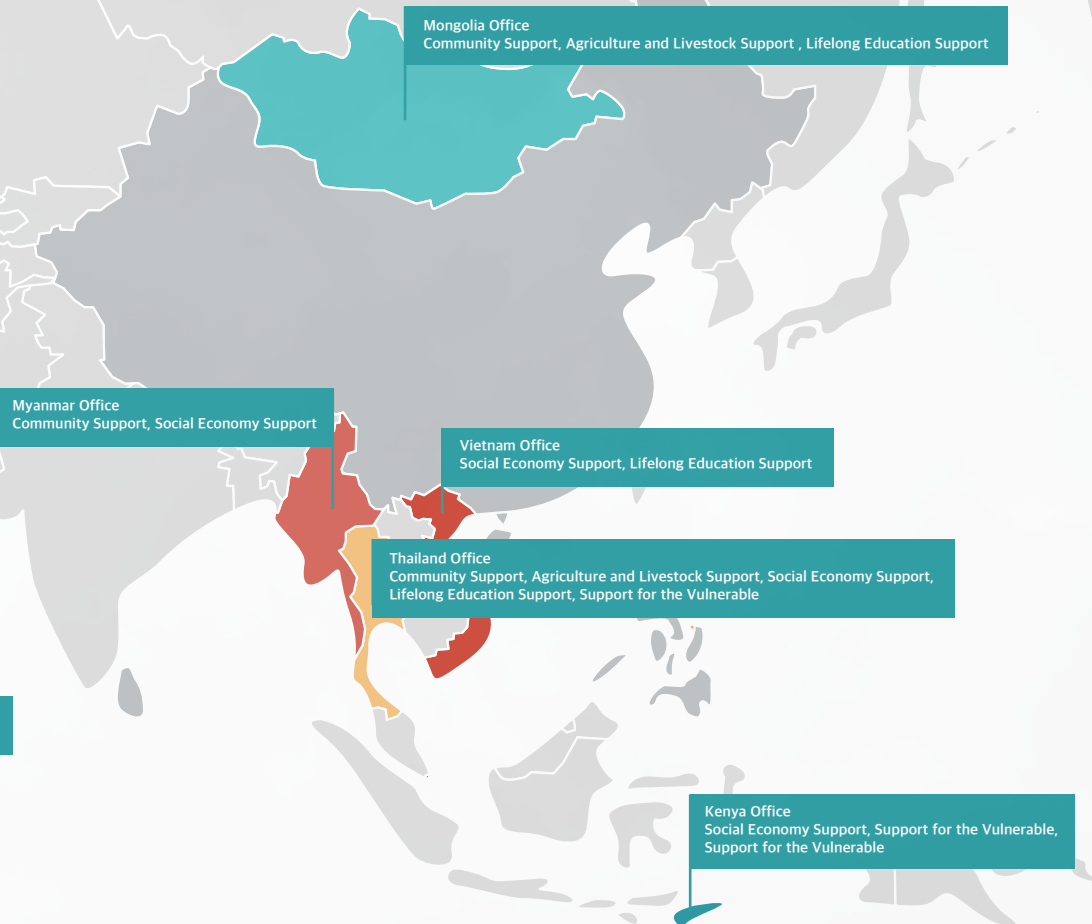 Mongolia Office
Community Support, Agriculture and Livestock Support , Lifelong Education Support
Myanmar Office
Community Support, Social Economy Support
Vietnam Office
Social Economy Support, Lifelong Education Support
Thailand Office
Community Support, Agriculture and Livestock Support, Social Economy Support,
Lifelong Education Support, Support for the Vulnerable
Kenya Office
Social Economy Support, Support for the Vulnerable,
Support for the Vulnerable